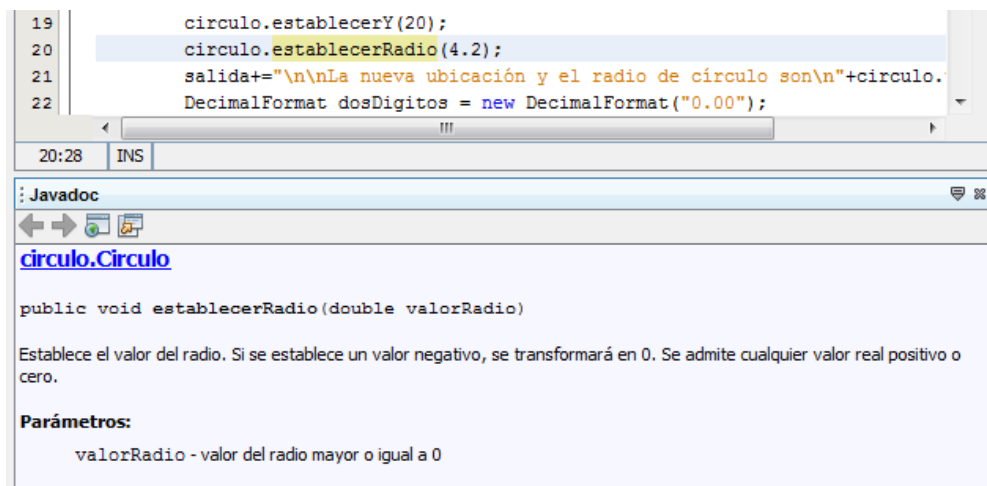 19 circulo.establecerY(20);
20 circulo.establecerRadio(4.2);
21 salida+="\n\nLa nueva ubicación y el radio de círculo son\n"+circulo.
22 DecimalFormat dosDigitos = new DecimalFormat("0.00");
20:28 INS
Javadoc
circulo.Circulo
public void establecerRadio(double valorRadio)
Establece el valor del radio. Si se establece un valor negativo, se transformará en 0. Se admite cualquier valor real positivo o
cero.
Parámetros:
valorRadio - valor del radio mayor o igual a 0